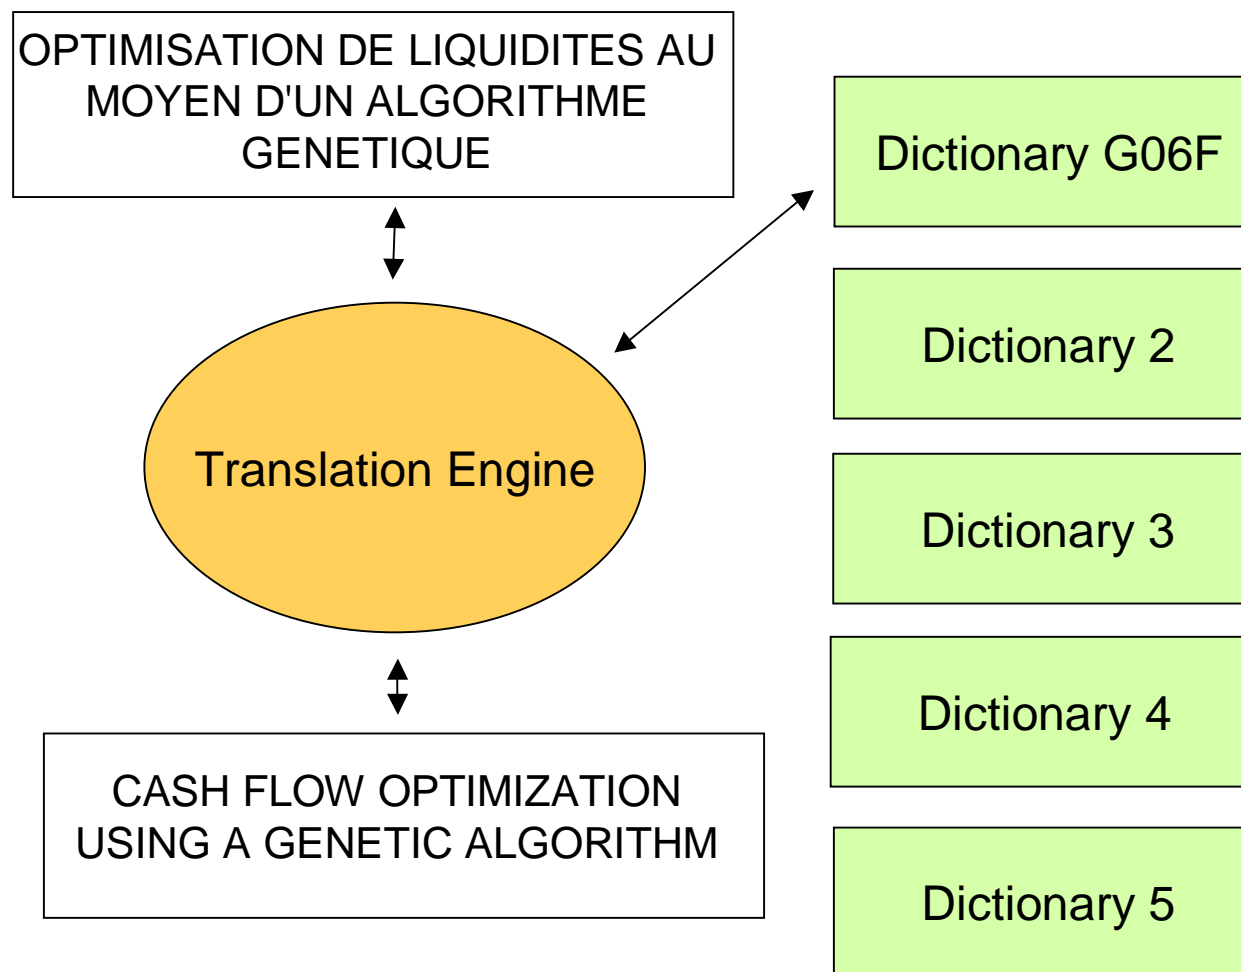 OPTIMISATION DE LIQUIDITES AU
MOYEN D'UN ALGORITHME
GENETIQUE
Dictionary G06F
Dictionary 2
Translation Engine
Dictionary 3
Dictionary 4
CASH FLOW OPTIMIZATION
USING A GENETIC ALGORITHM
Dictionary 5